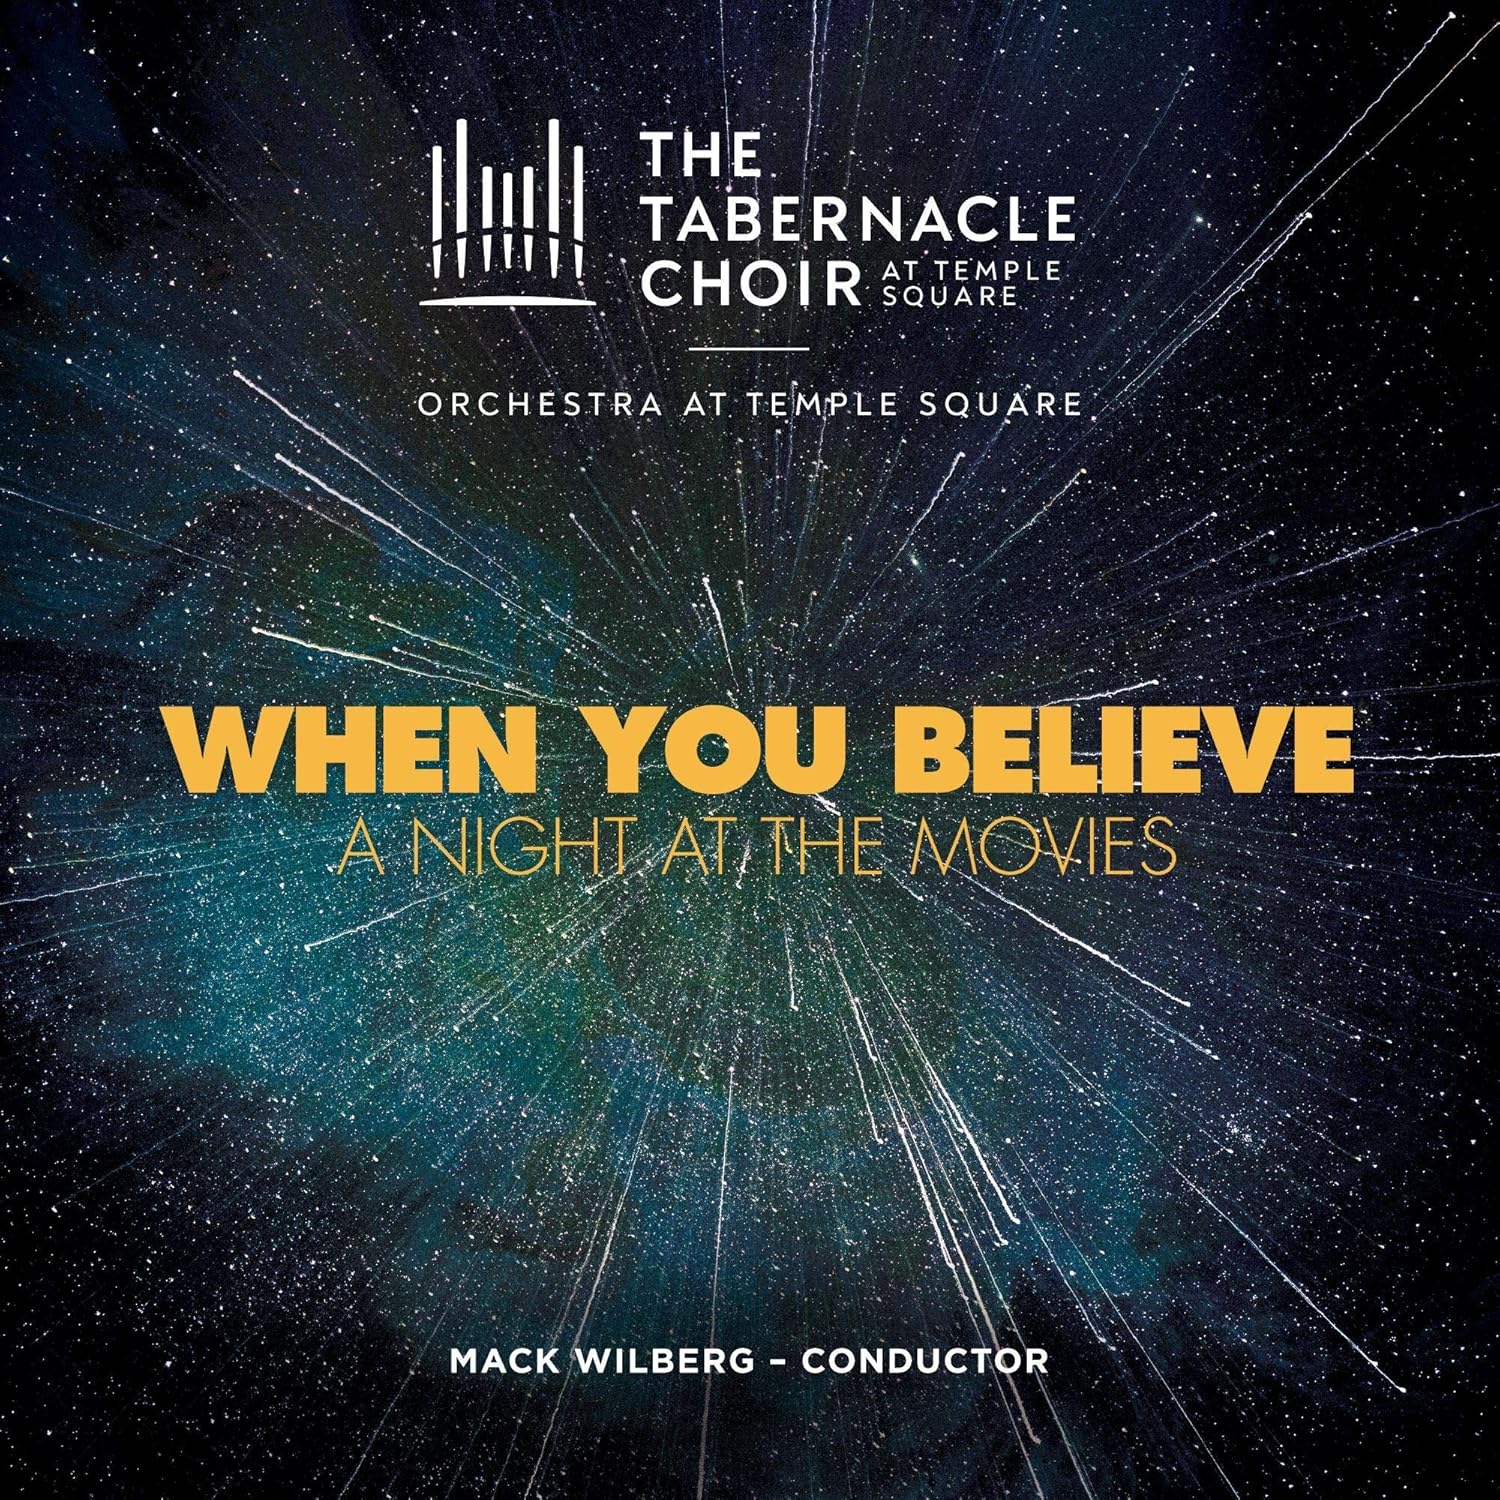 THE
TABERNACLE
CHOIR AT TEMPLE
SQUARE
ORCHESTRA AT TEMPLE SQUARE
WHEN YOU BELIEVE
A NIGHT AT THE MOVIES
MACK WILBERG – CONDUCTOR